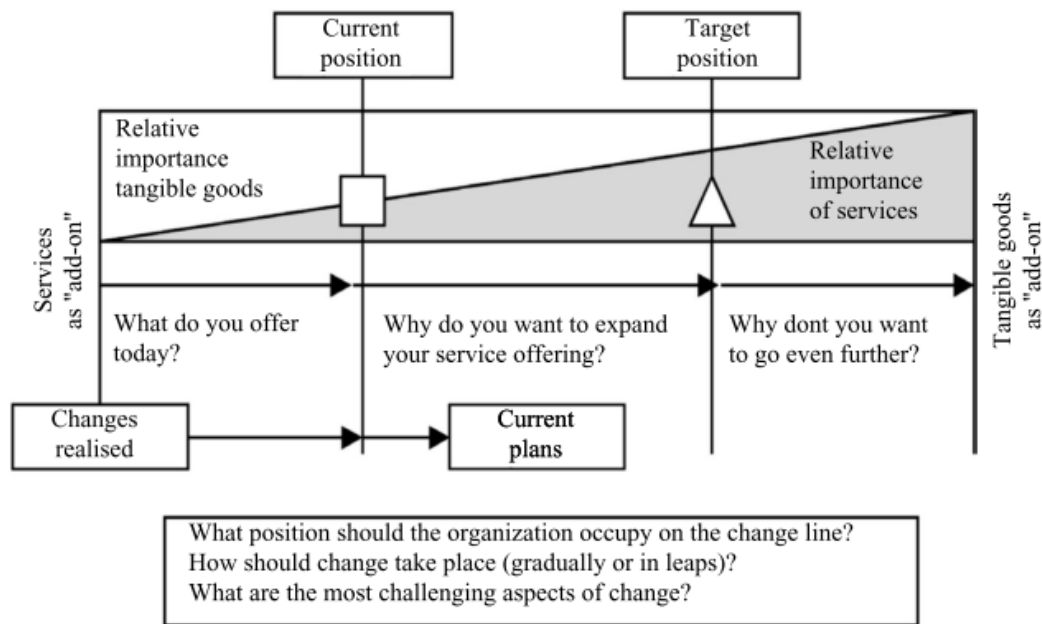 Current
position
Target
position
Relative
importance
tangible goods
Relative
importance
of services
Services
as "add-on"
Tangible goods
as "add-on"
What do you offer
today?
Why do you want to expand
your service offering?
Why dont you want
to go even further?
Changes
realised
Current
plans
What position should the organization occupy on the change line?
How should change take place (gradually or in leaps)?
What are the most challenging aspects of change?